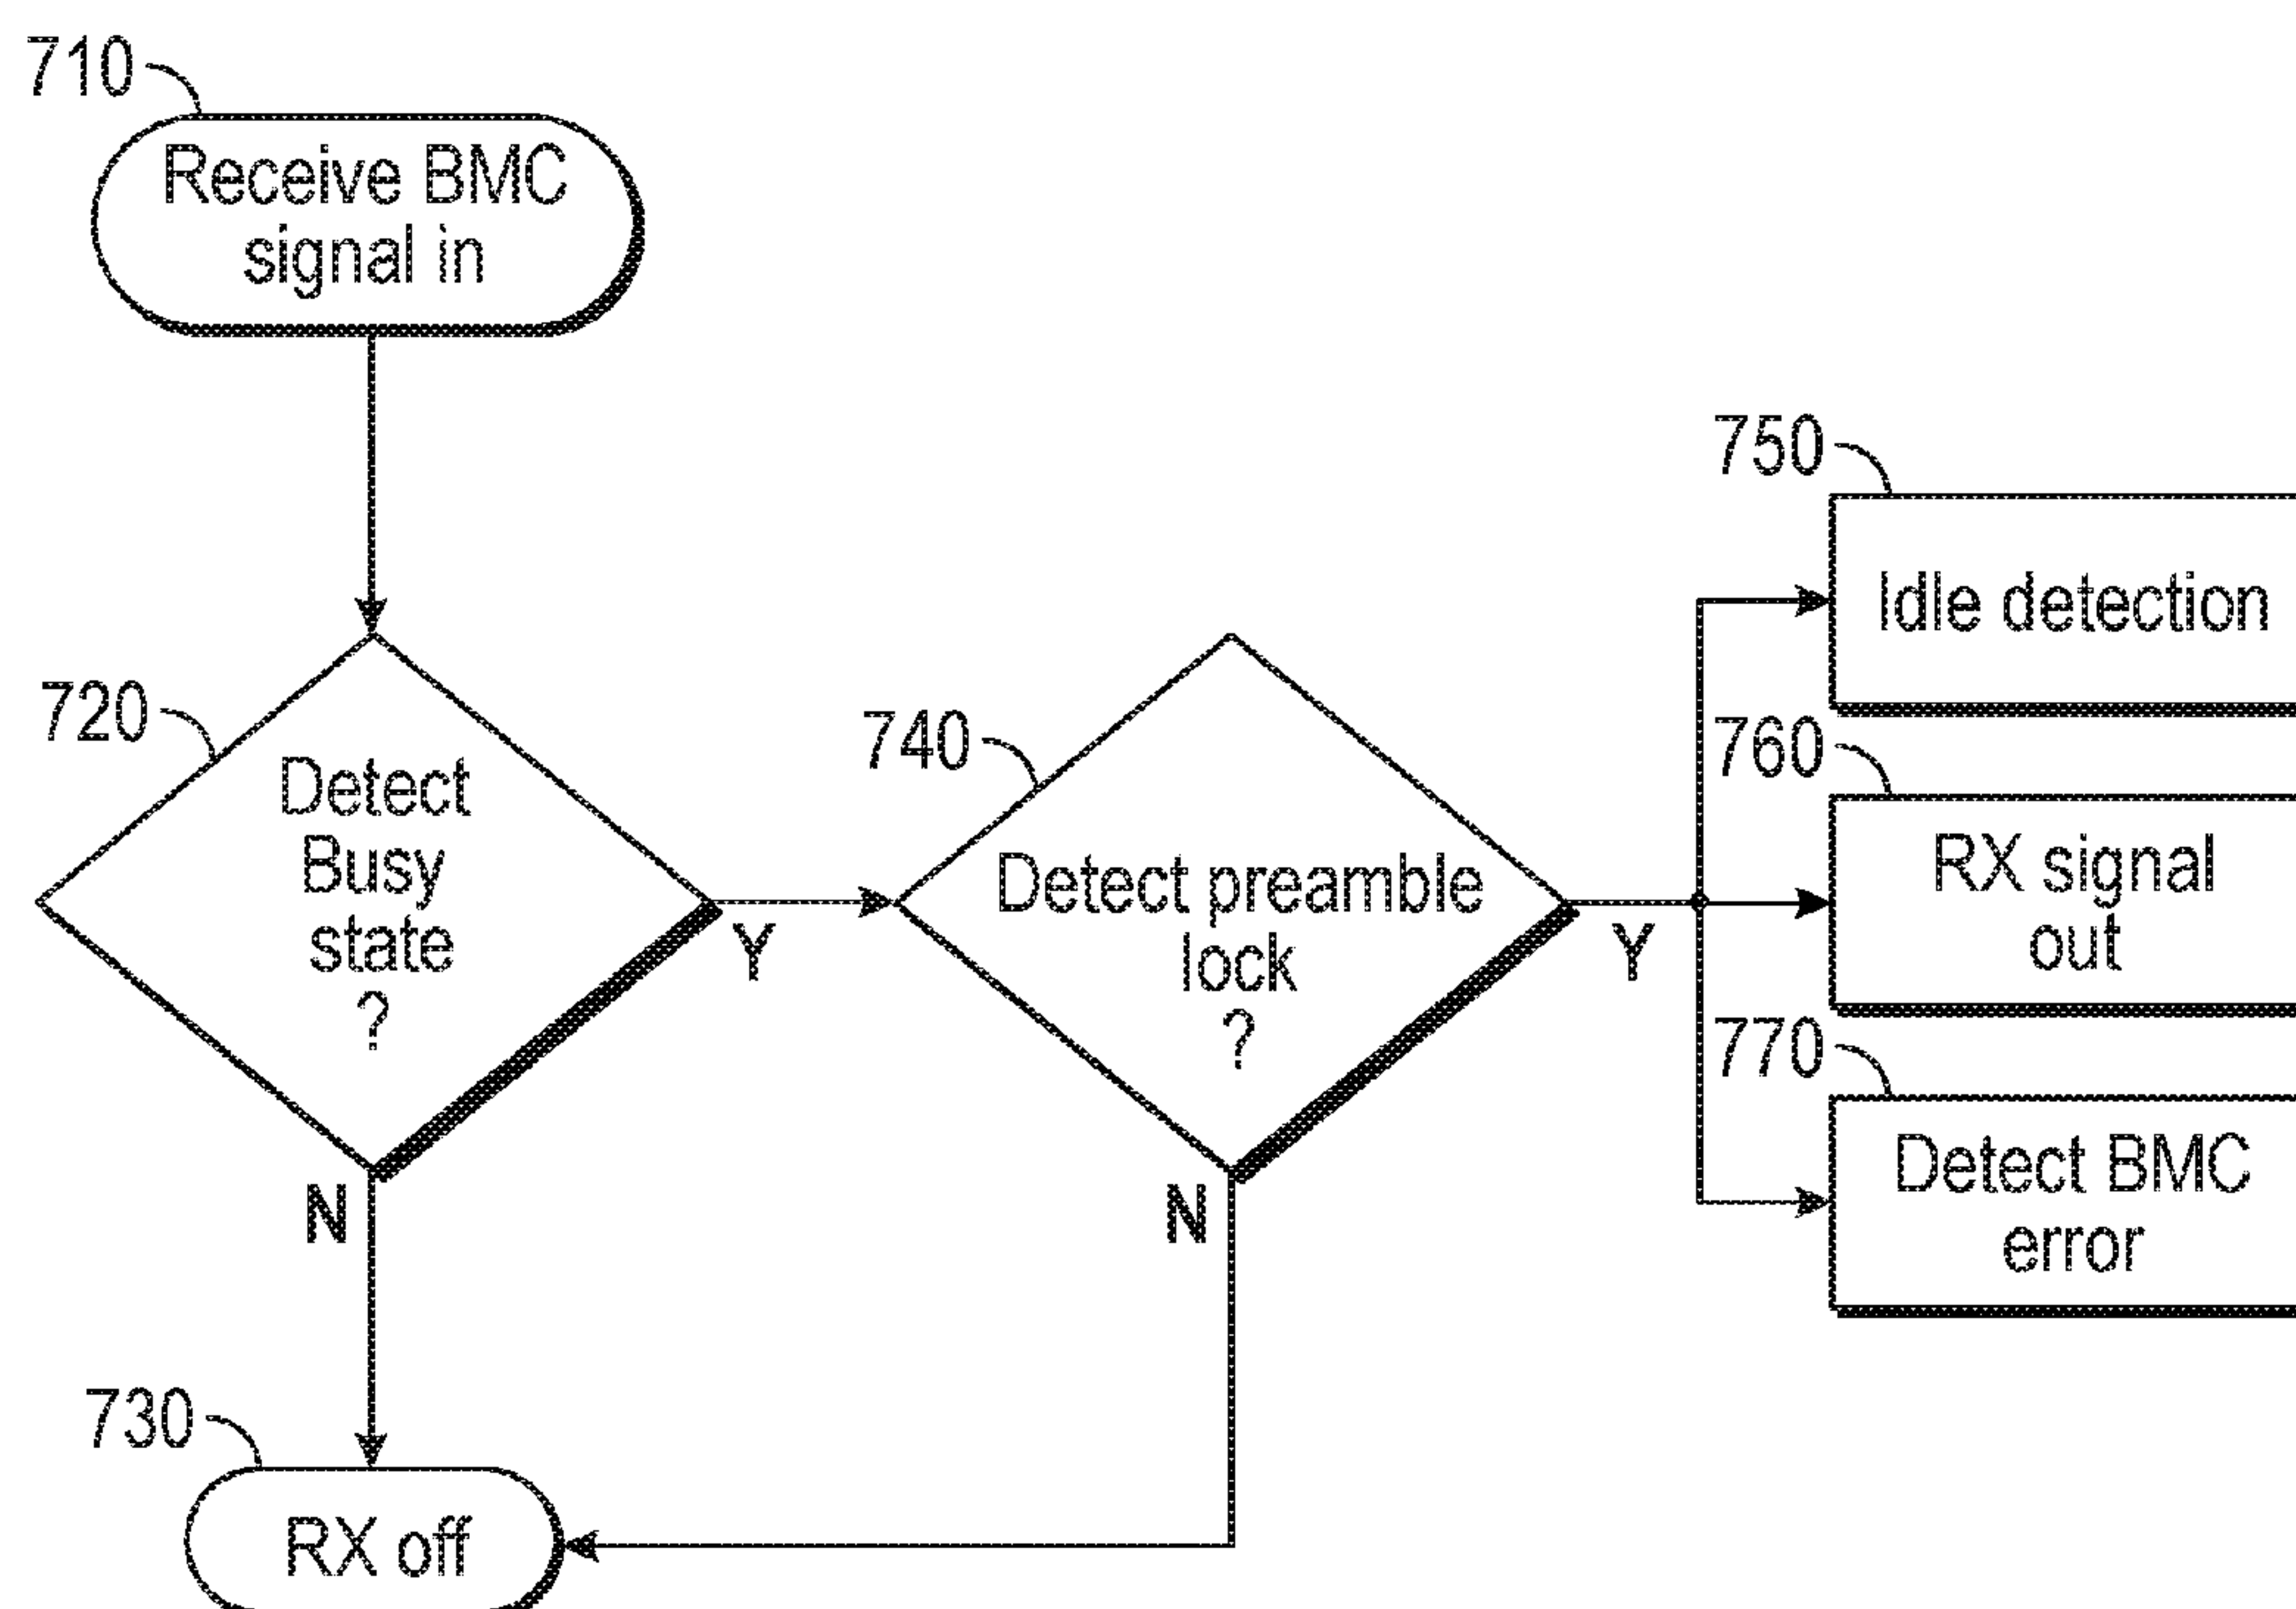 710
Receive BMC
signal in
720
Detect
Busy
state
?
Y
N
730
RX off
740
Detect preamble
lock
?
Y
N
750
Idle detection
760
RX signal
out
770
Detect BMC
error